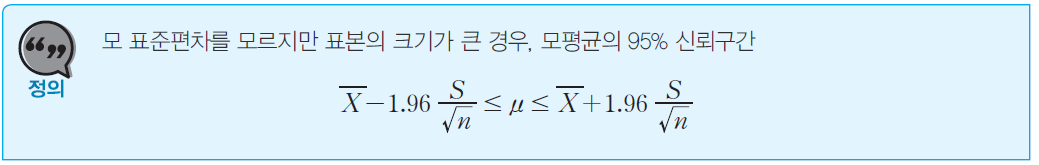 모 표준편차를 모르지만 표본의 크기가 큰 경우, 모평균의 95% 신뢰구간
정의
X̅−1.96 S/√n ≤ μ ≤ X̅+1.96 S/√n